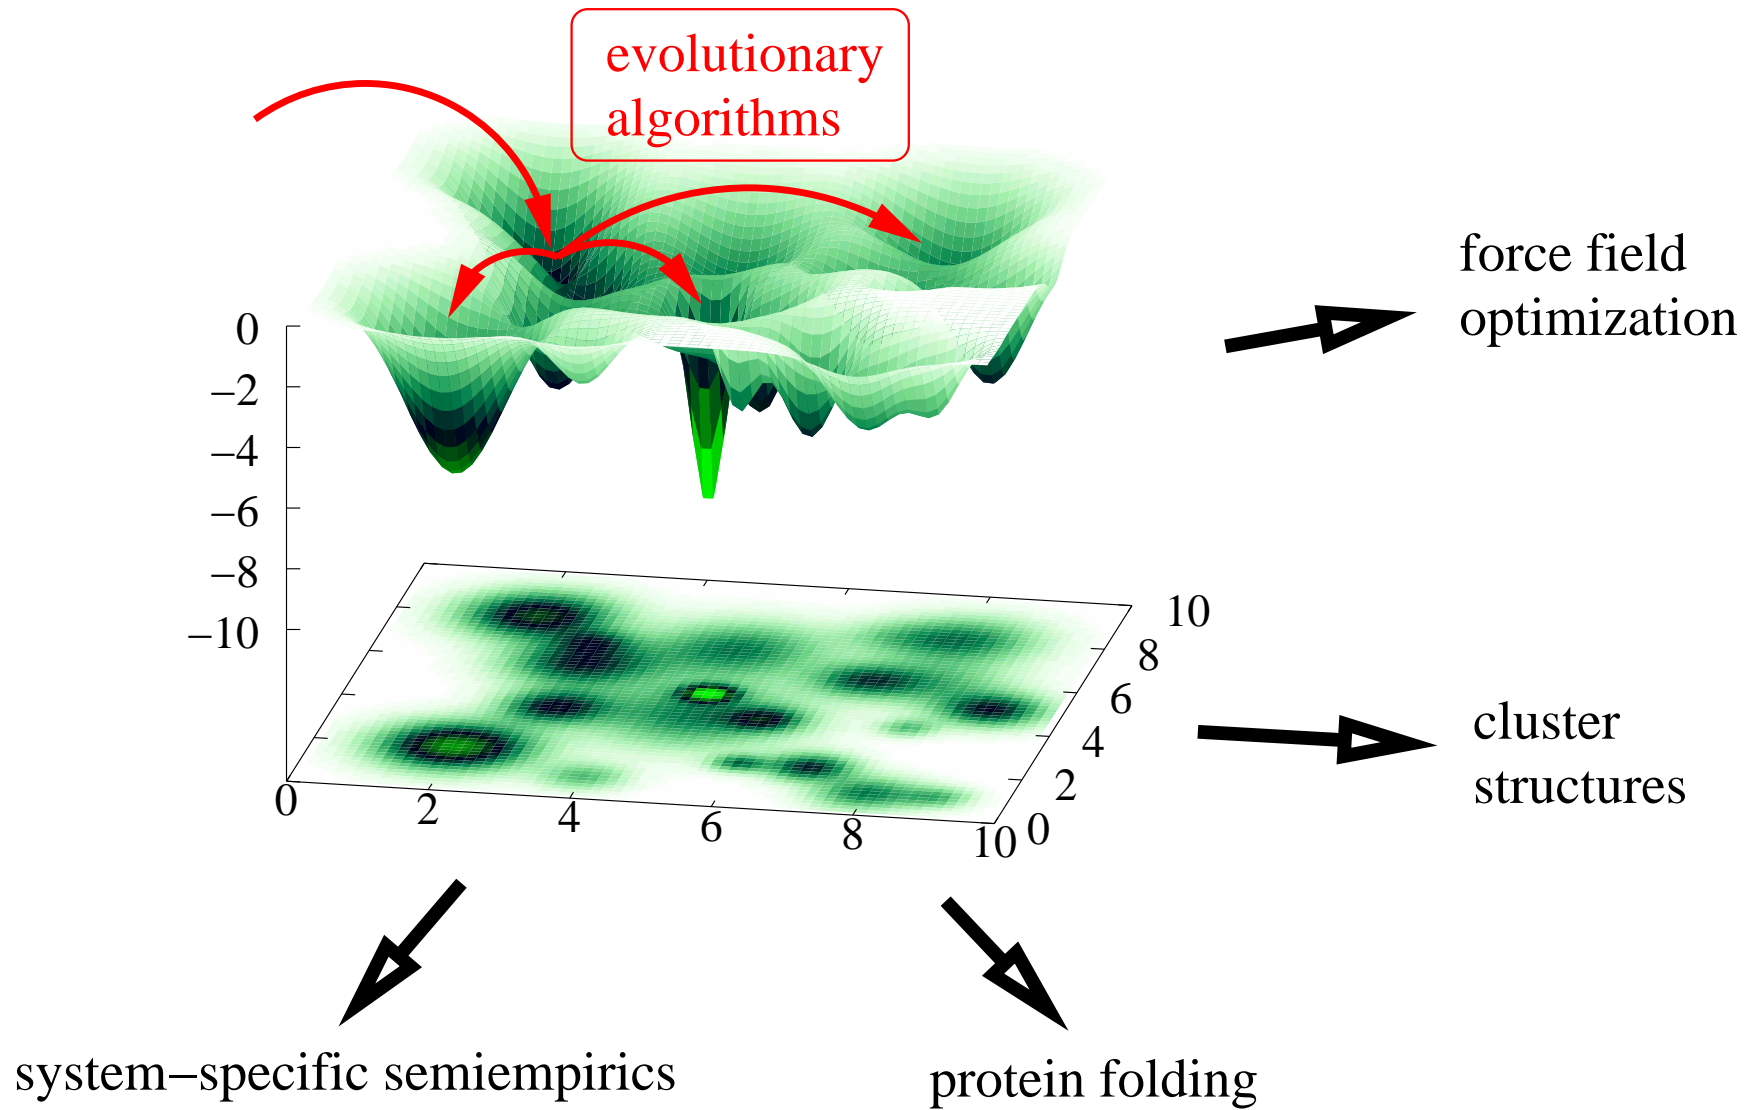 evolutionary
algorithms
force field
optimization
0
−2
−4
−6
−8
−10
10
8
6
4
2
0
0
2
4
6
8
10
cluster
structures
system−specific semiempirics
protein folding